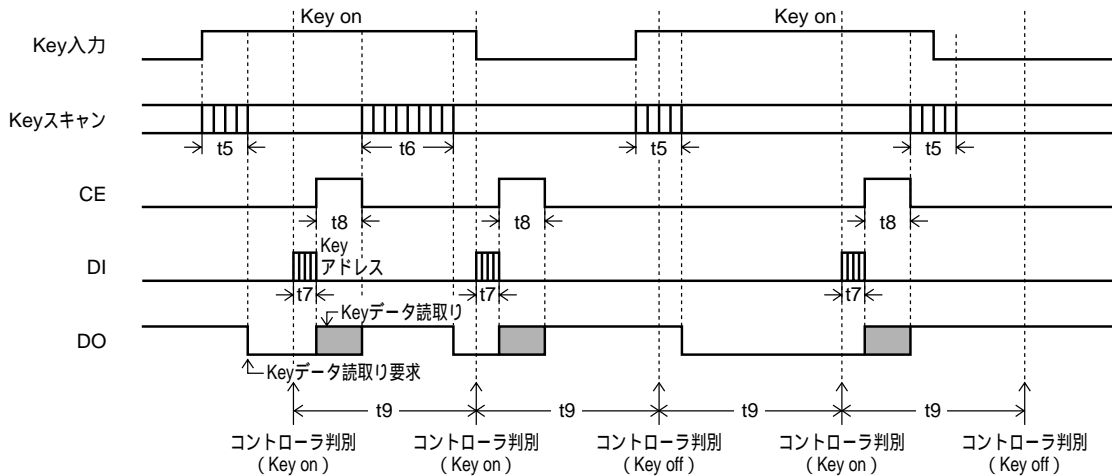 Key on
Key on
Key入力
Keyスキャン
t5
t6
t5
t5
CE
t8
t8
t8
DI
Key
アドレス
t7
t7
t7
Keyデータ読取り
DO
Keyデータ読取り要求
t9
t9
t9
t9
コントローラ判別
( Key on )
コントローラ判別
( Key on )
コントローラ判別
( Key off )
コントローラ判別
( Key on )
コントローラ判別
( Key off )